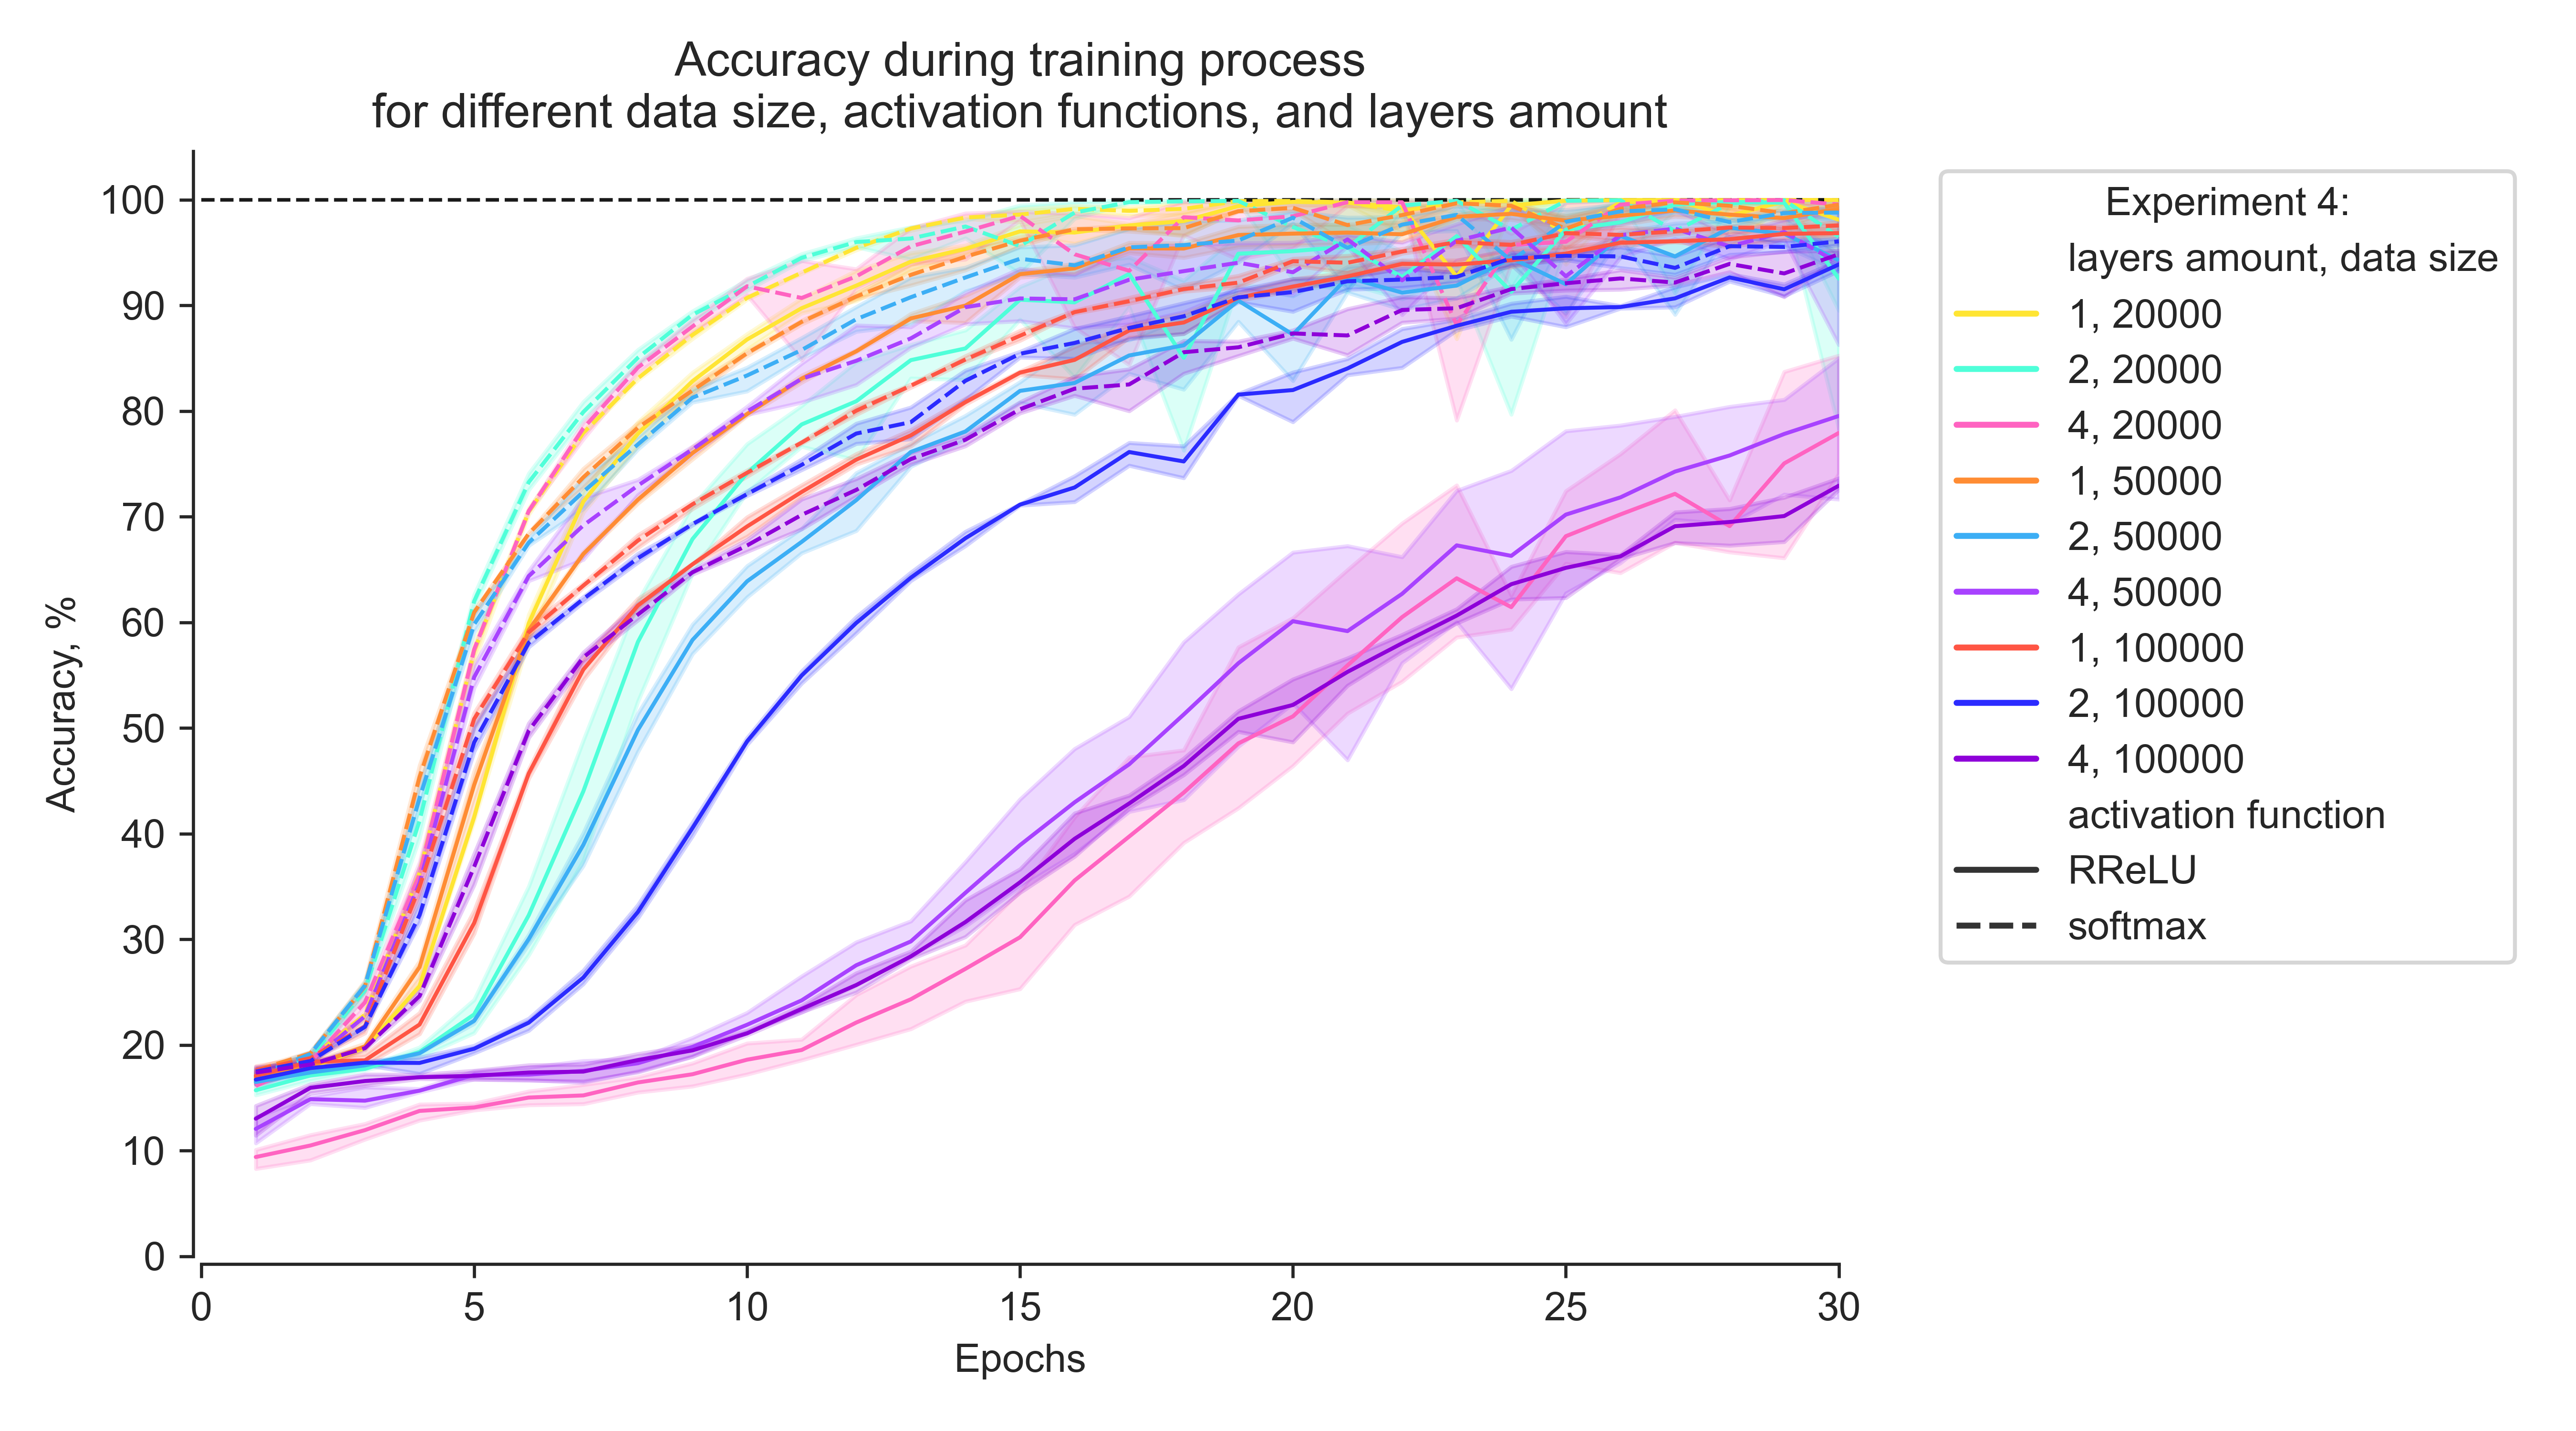 Accuracy during training process
for different data size, activation functions, and layers amount
Accuracy, %
100
90
80
70
60
50
40
30
20
10
0
0 5 10 15 20 25 30
Epochs
Experiment 4:
layers amount, data size
1, 20000
2, 20000
4, 20000
1, 50000
2, 50000
4, 50000
1, 100000
2, 100000
4, 100000
activation function
RReLU
softmax